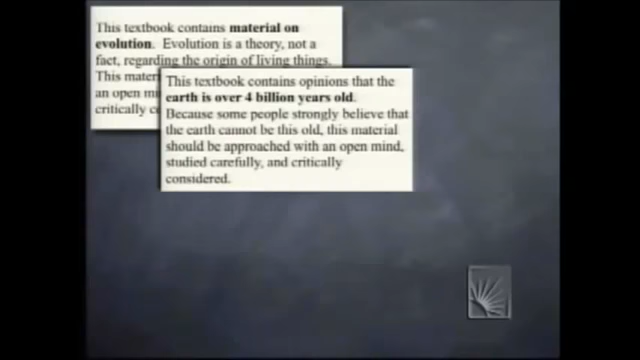 This textbook contains material on
evolution. Evolution is a theory, not a
fact, regarding the origin of living things.
This
an open
critically
This textbook contains opinions that the
earth is over 4 billion years old.
Because some people strongly believe that
the earth cannot be this old, this material
should be approached with an open mind,
studied carefully, and critically
considered.